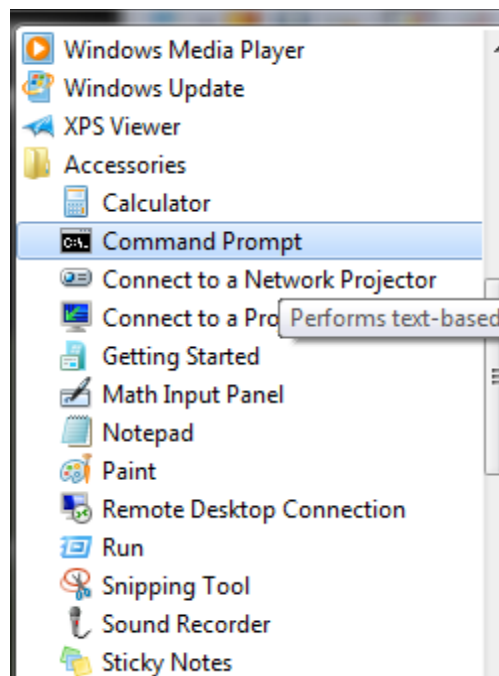 Windows Media Player
Windows Update
XPS Viewer
Accessories
Calculator
C:\.
Command Prompt
Connect to a Network Projector
Connect to a Pro
Performs text-based
Getting Started
Math Input Panel
Notepad
Paint
Remote Desktop Connection
Run
Snipping Tool
Sound Recorder
Sticky Notes